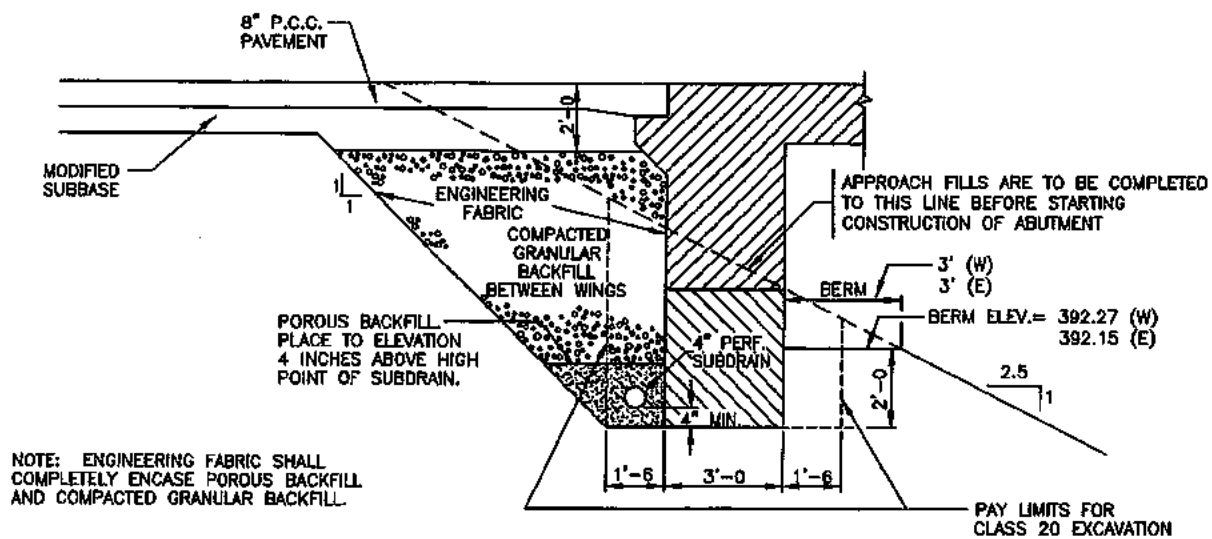 8" P.C.C.
PAVEMENT
2'-0
MODIFIED
SUBBASE
1
1
ENGINEERING
FABRIC
APPROACH FILLS ARE TO BE COMPLETED
TO THIS LINE BEFORE STARTING
CONSTRUCTION OF ABUTMENT
COMPACTED
GRANULAR
BACKFILL
BETWEEN WINGS
3' (W)
3' (E)
BERM
BERM ELEV.= 392.27 (W)
392.15 (E)
POROUS BACKFILL.
PLACE TO ELEVATION
4 INCHES ABOVE HIGH
POINT OF SUBDRAIN.
4" PERF.
SUBDRAIN
2.5
1
2'-0
4" MIN.
NOTE: ENGINEERING FABRIC SHALL
COMPLETELY ENCASE POROUS BACKFILL
AND COMPACTED GRANULAR BACKFILL.
1'-6
3'-0
1'-6
PAY LIMITS FOR
CLASS 20 EXCAVATION